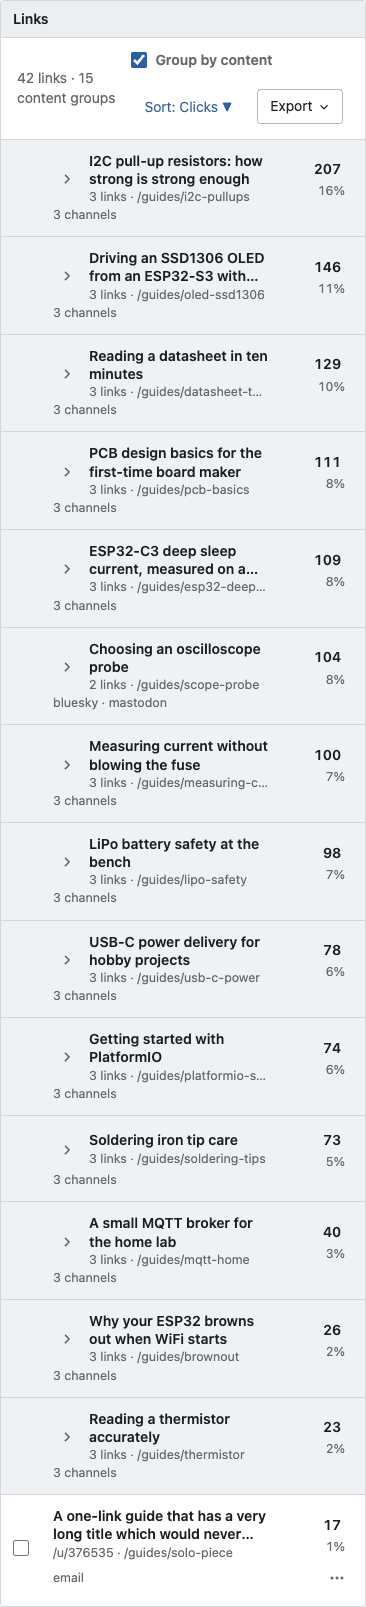 Links
Group by content
42 links · 15
content groups
Sort: Clicks ▼
Export
I2C pull-up resistors: how
strong is strong enough
207
3 links · /guides/i2c-pullups
16%
3 channels
Driving an SSD1306 OLED
from an ESP32-S3 with...
146
3 links · /guides/oled-ssd1306
11%
3 channels
Reading a datasheet in ten
minutes
129
3 links · /guides/datasheet-t...
10%
3 channels
PCB design basics for the
first-time board maker
111
3 links · /guides/pcb-basics
8%
3 channels
ESP32-C3 deep sleep
current, measured on a...
109
3 links · /guides/esp32-deep...
8%
3 channels
Choosing an oscilloscope
probe
104
2 links · /guides/scope-probe
8%
bluesky · mastodon
Measuring current without
blowing the fuse
100
3 links · /guides/measuring-c...
7%
3 channels
LiPo battery safety at the
bench
98
3 links · /guides/lipo-safety
7%
3 channels
USB-C power delivery for
hobby projects
78
3 links · /guides/usb-c-power
6%
3 channels
Getting started with
PlatformIO
74
3 links · /guides/platformio-s...
6%
3 channels
Soldering iron tip care
73
3 links · /guides/soldering-tips
5%
3 channels
A small MQTT broker for
the home lab
40
3 links · /guides/mqtt-home
3%
3 channels
Why your ESP32 browns
out when WiFi starts
26
3 links · /guides/brownout
2%
3 channels
Reading a thermistor
accurately
23
3 links · /guides/thermistor
2%
3 channels
A one-link guide that has a very
long title which would never...
17
/u/376535 · /guides/solo-piece
1%
email